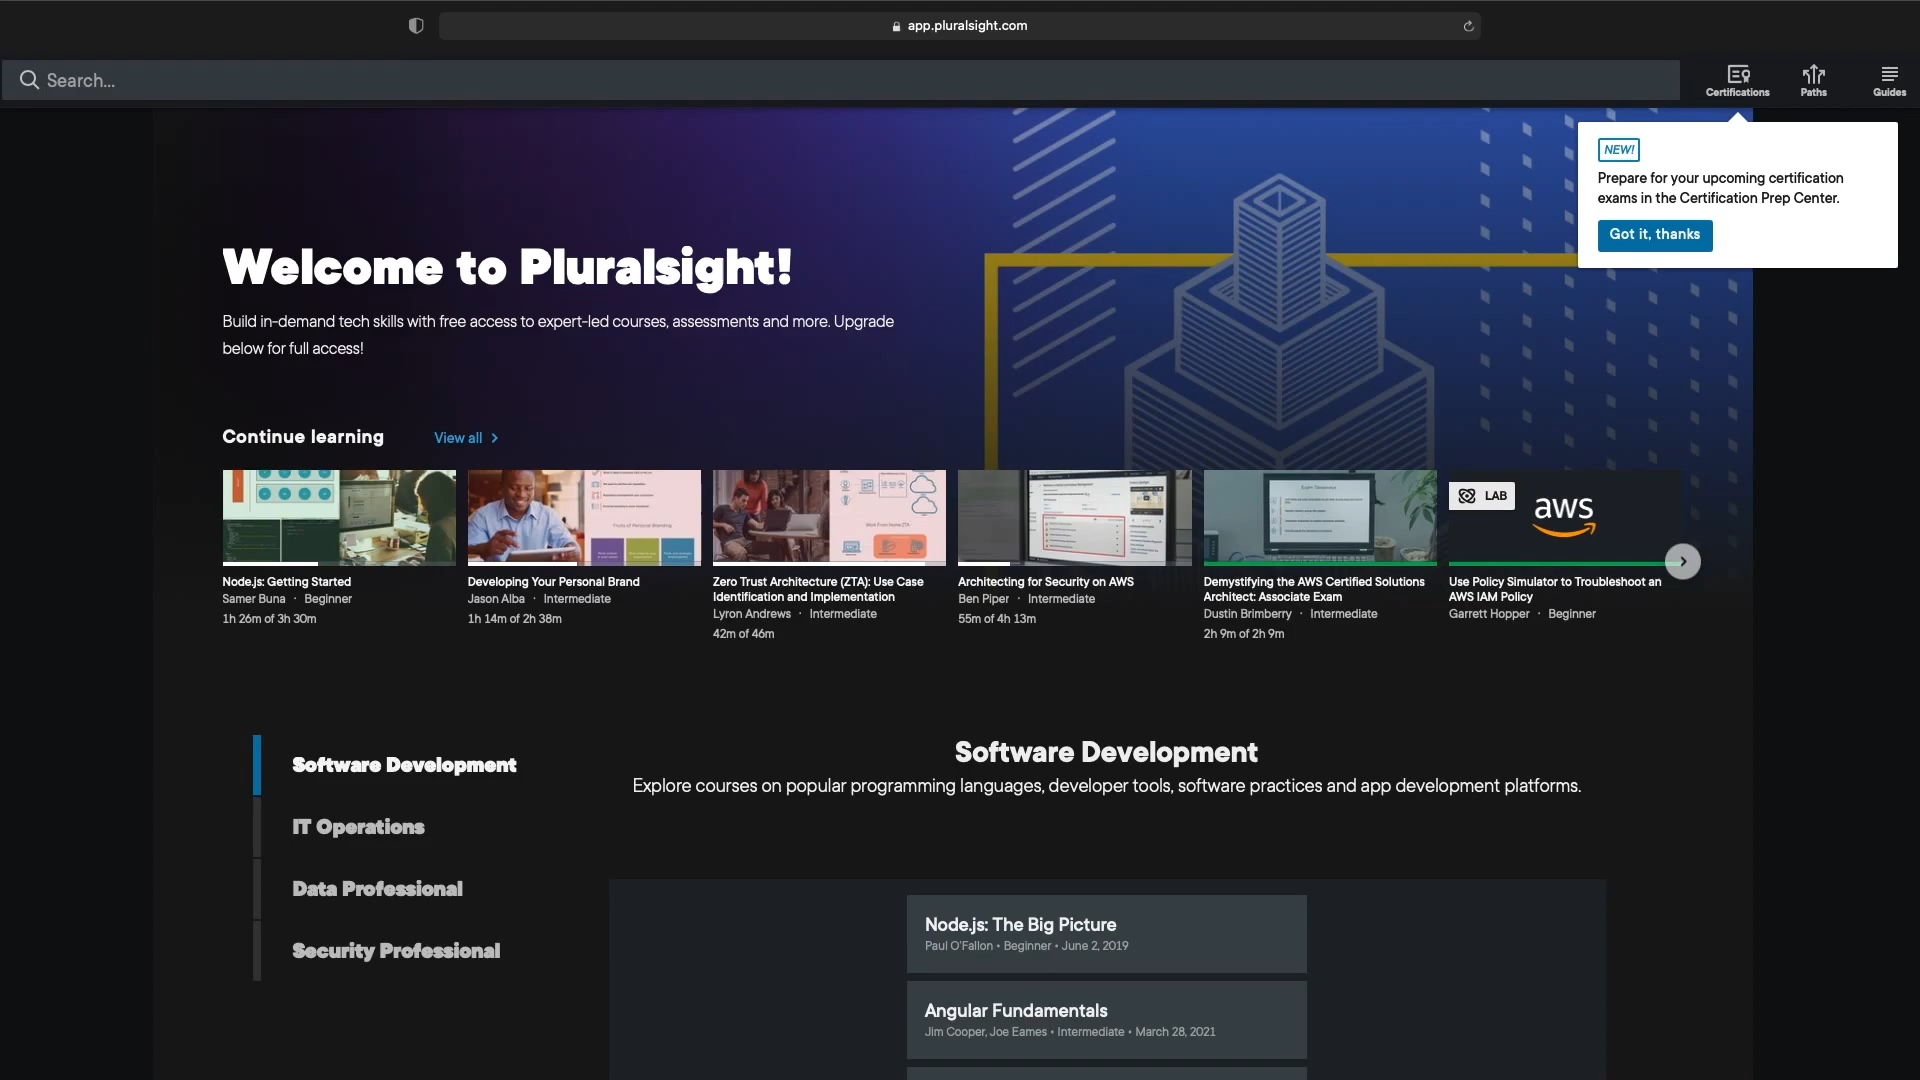 app.pluralsight.com
Search...
Certifications
Paths
Guides
NEW!
Prepare for your upcoming certification
exams in the Certification Prep Center.
Got it, thanks
Welcome to Pluralsight!
Build in-demand tech skills with free access to expert-led courses, assessments and more. Upgrade
below for full access!
Continue learning
View all
Node.js: Getting Started
Samer Buna · Beginner
1h 26m of 3h 30m
Developing Your Personal Brand
Jason Alba · Intermediate
1h 14m of 2h 38m
Zero Trust Architecture (ZTA): Use Case
Identification and Implementation
Lyron Andrews · Intermediate
42m of 46m
Architecting for Security on AWS
Ben Piper · Intermediate
55m of 4h 13m
Demystifying the AWS Certified Solutions
Architect: Associate Exam
Dustin Brimberry · Intermediate
2h 9m of 2h 9m
LAB
aws
Use Policy Simulator to Troubleshoot an
AWS IAM Policy
Garrett Hopper · Beginner
Software Development
IT Operations
Data Professional
Security Professional
Software Development
Explore courses on popular programming languages, developer tools, software practices and app development platforms.
Node.js: The Big Picture
Paul O'Fallon • Beginner • June 2, 2019
Angular Fundamentals
Jim Cooper, Joe Eames • Intermediate • March 28, 2021